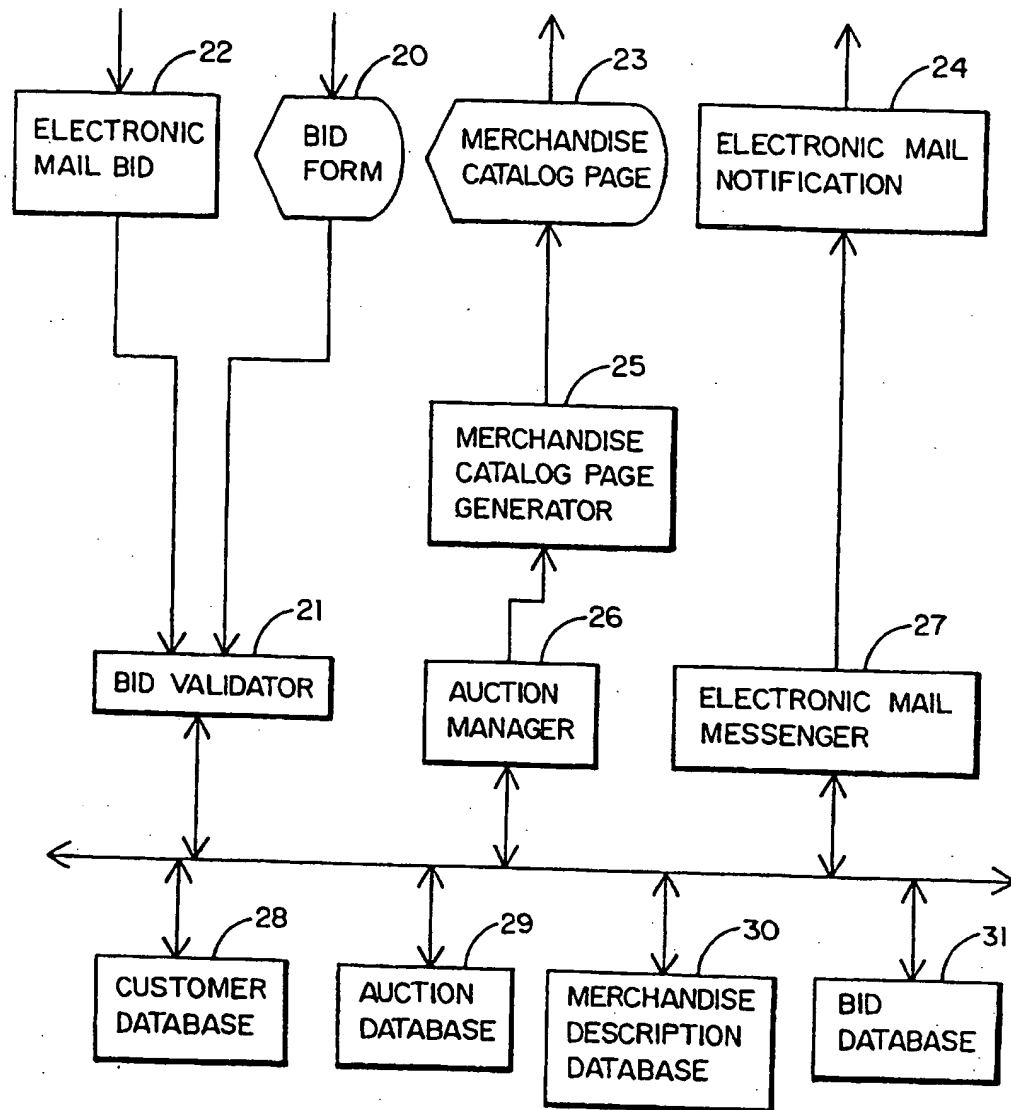 22
20
23
24
ELECTRONIC
MAIL BID
BID
FORM
MERCHANDISE
CATALOG PAGE
ELECTRONIC MAIL
NOTIFICATION
25
MERCHANDISE
CATALOG PAGE
GENERATOR
21
26
27
BID VALIDATOR
AUCTION
MANAGER
ELECTRONIC MAIL
MESSENGER
28
29
30
31
CUSTOMER
DATABASE
AUCTION
DATABASE
MERCHANDISE
DESCRIPTION
DATABASE
BID
DATABASE